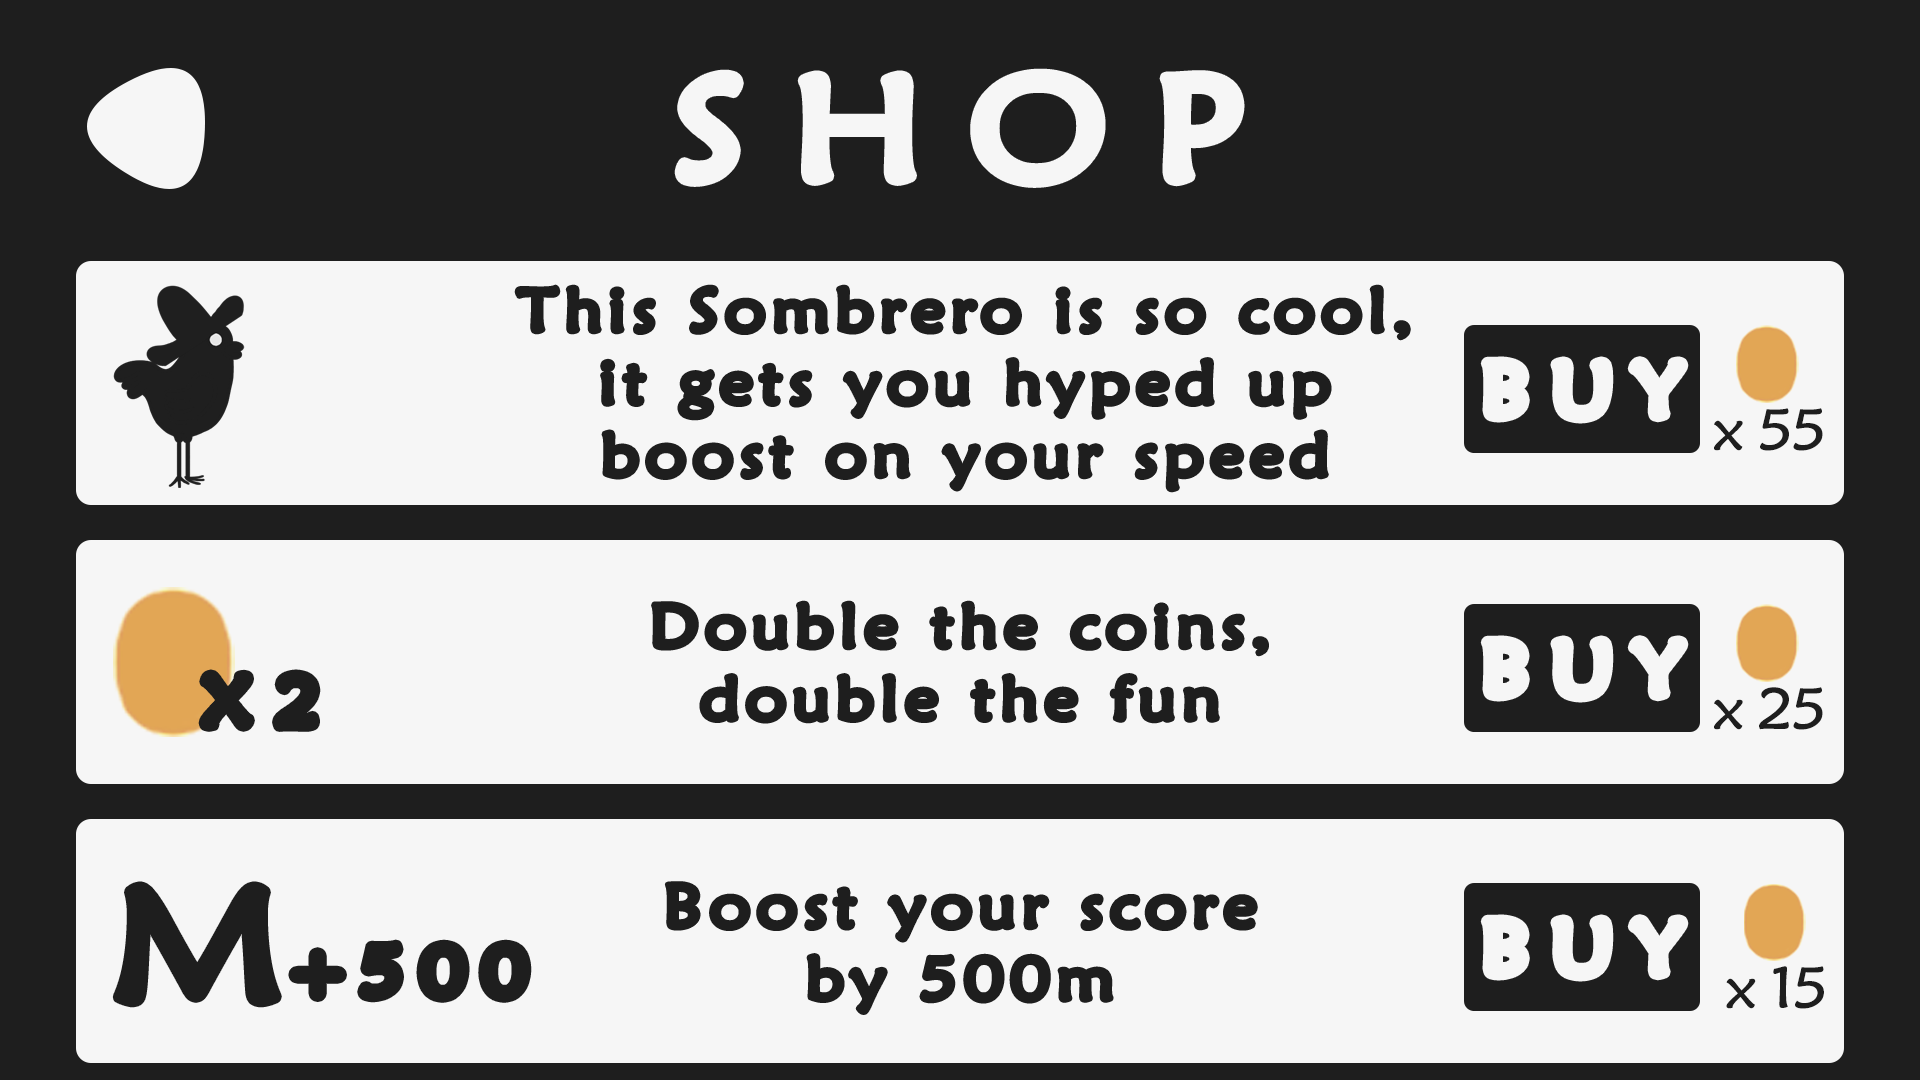 SHOP
This Sombrero is so cool,
it gets you hyped up
boost on your speed
BUY
x 55
x 2
Double the coins,
double the fun
BUY
x 25
M+500
Boost your score
by 500m
BUY
x 15